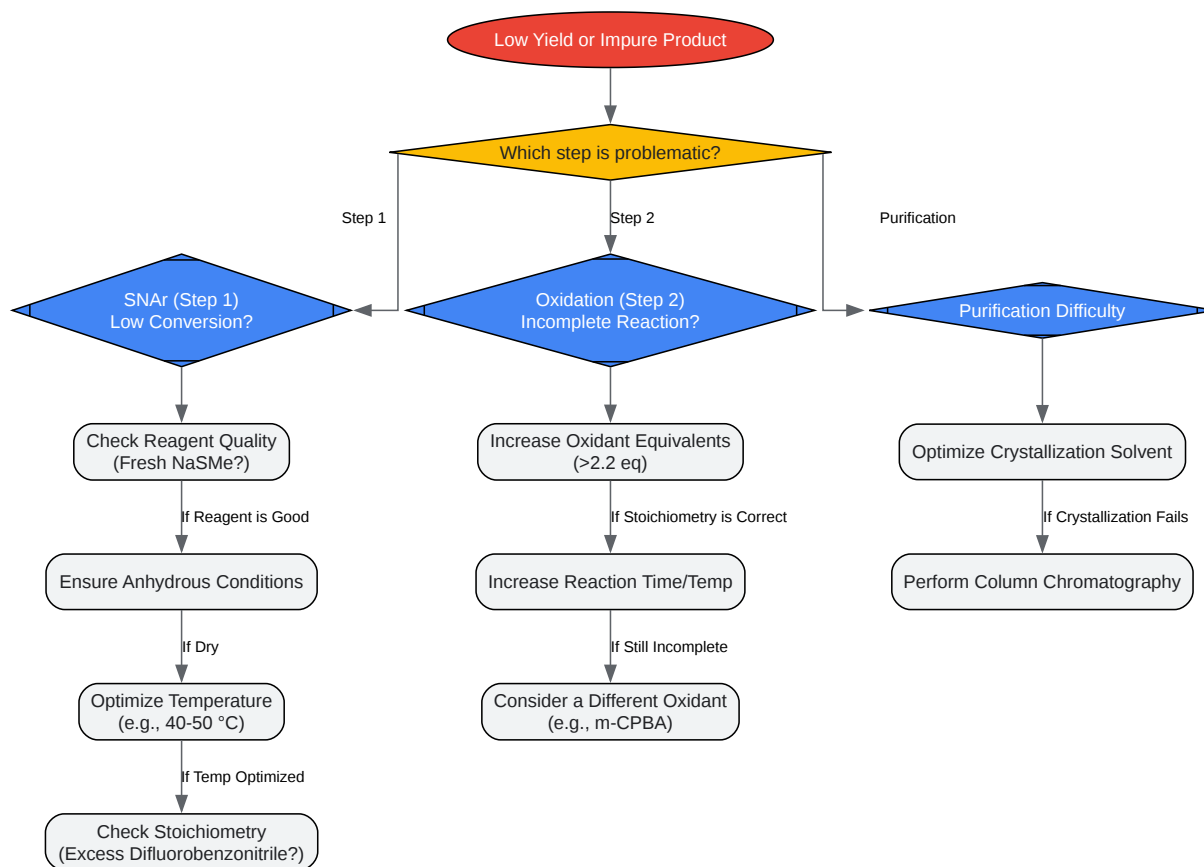 Low Yield or Impure Product
Which step is problematic?
Step 1
Step 2
Purification
SNAr (Step 1)
Low Conversion?
Oxidation (Step 2)
Incomplete Reaction?
Purification Difficulty
Check Reagent Quality
(Fresh NaSMe?)
Increase Oxidant Equivalents
(>2.2 eq)
Optimize Crystallization Solvent
If Reagent is Good
If Stoichiometry is Correct
If Crystallization Fails
Ensure Anhydrous Conditions
Increase Reaction Time/Temp
Perform Column Chromatography
If Dry
If Still Incomplete
Optimize Temperature
(e.g., 40-50 °C)
Consider a Different Oxidant
(e.g., m-CPBA)
If Temp Optimized
Check Stoichiometry
(Excess Difluorobenzonitrile?)